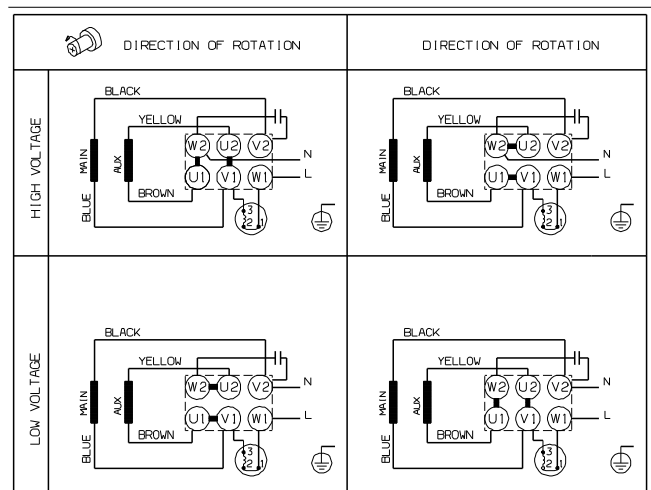 DIRECTION OF ROTATION
DIRECTION OF ROTATION
HIGH VOLTAGE
BLACK
YELLOW
MAIN
AUX
W2 U2 V2
N
U1 V1 W1
L
BROWN
BLUE
3
2 1
BLACK
YELLOW
MAIN
AUX
W2 U2 V2
N
U1 V1 W1
L
BROWN
BLUE
3
2 1
LOW VOLTAGE
BLACK
YELLOW
MAIN
AUX
W2 U2 V2
N
U1 V1 W1
L
BROWN
BLUE
3
2 1
BLACK
YELLOW
MAIN
AUX
W2 U2 V2
N
U1 V1 W1
L
BROWN
BLUE
3
2 1